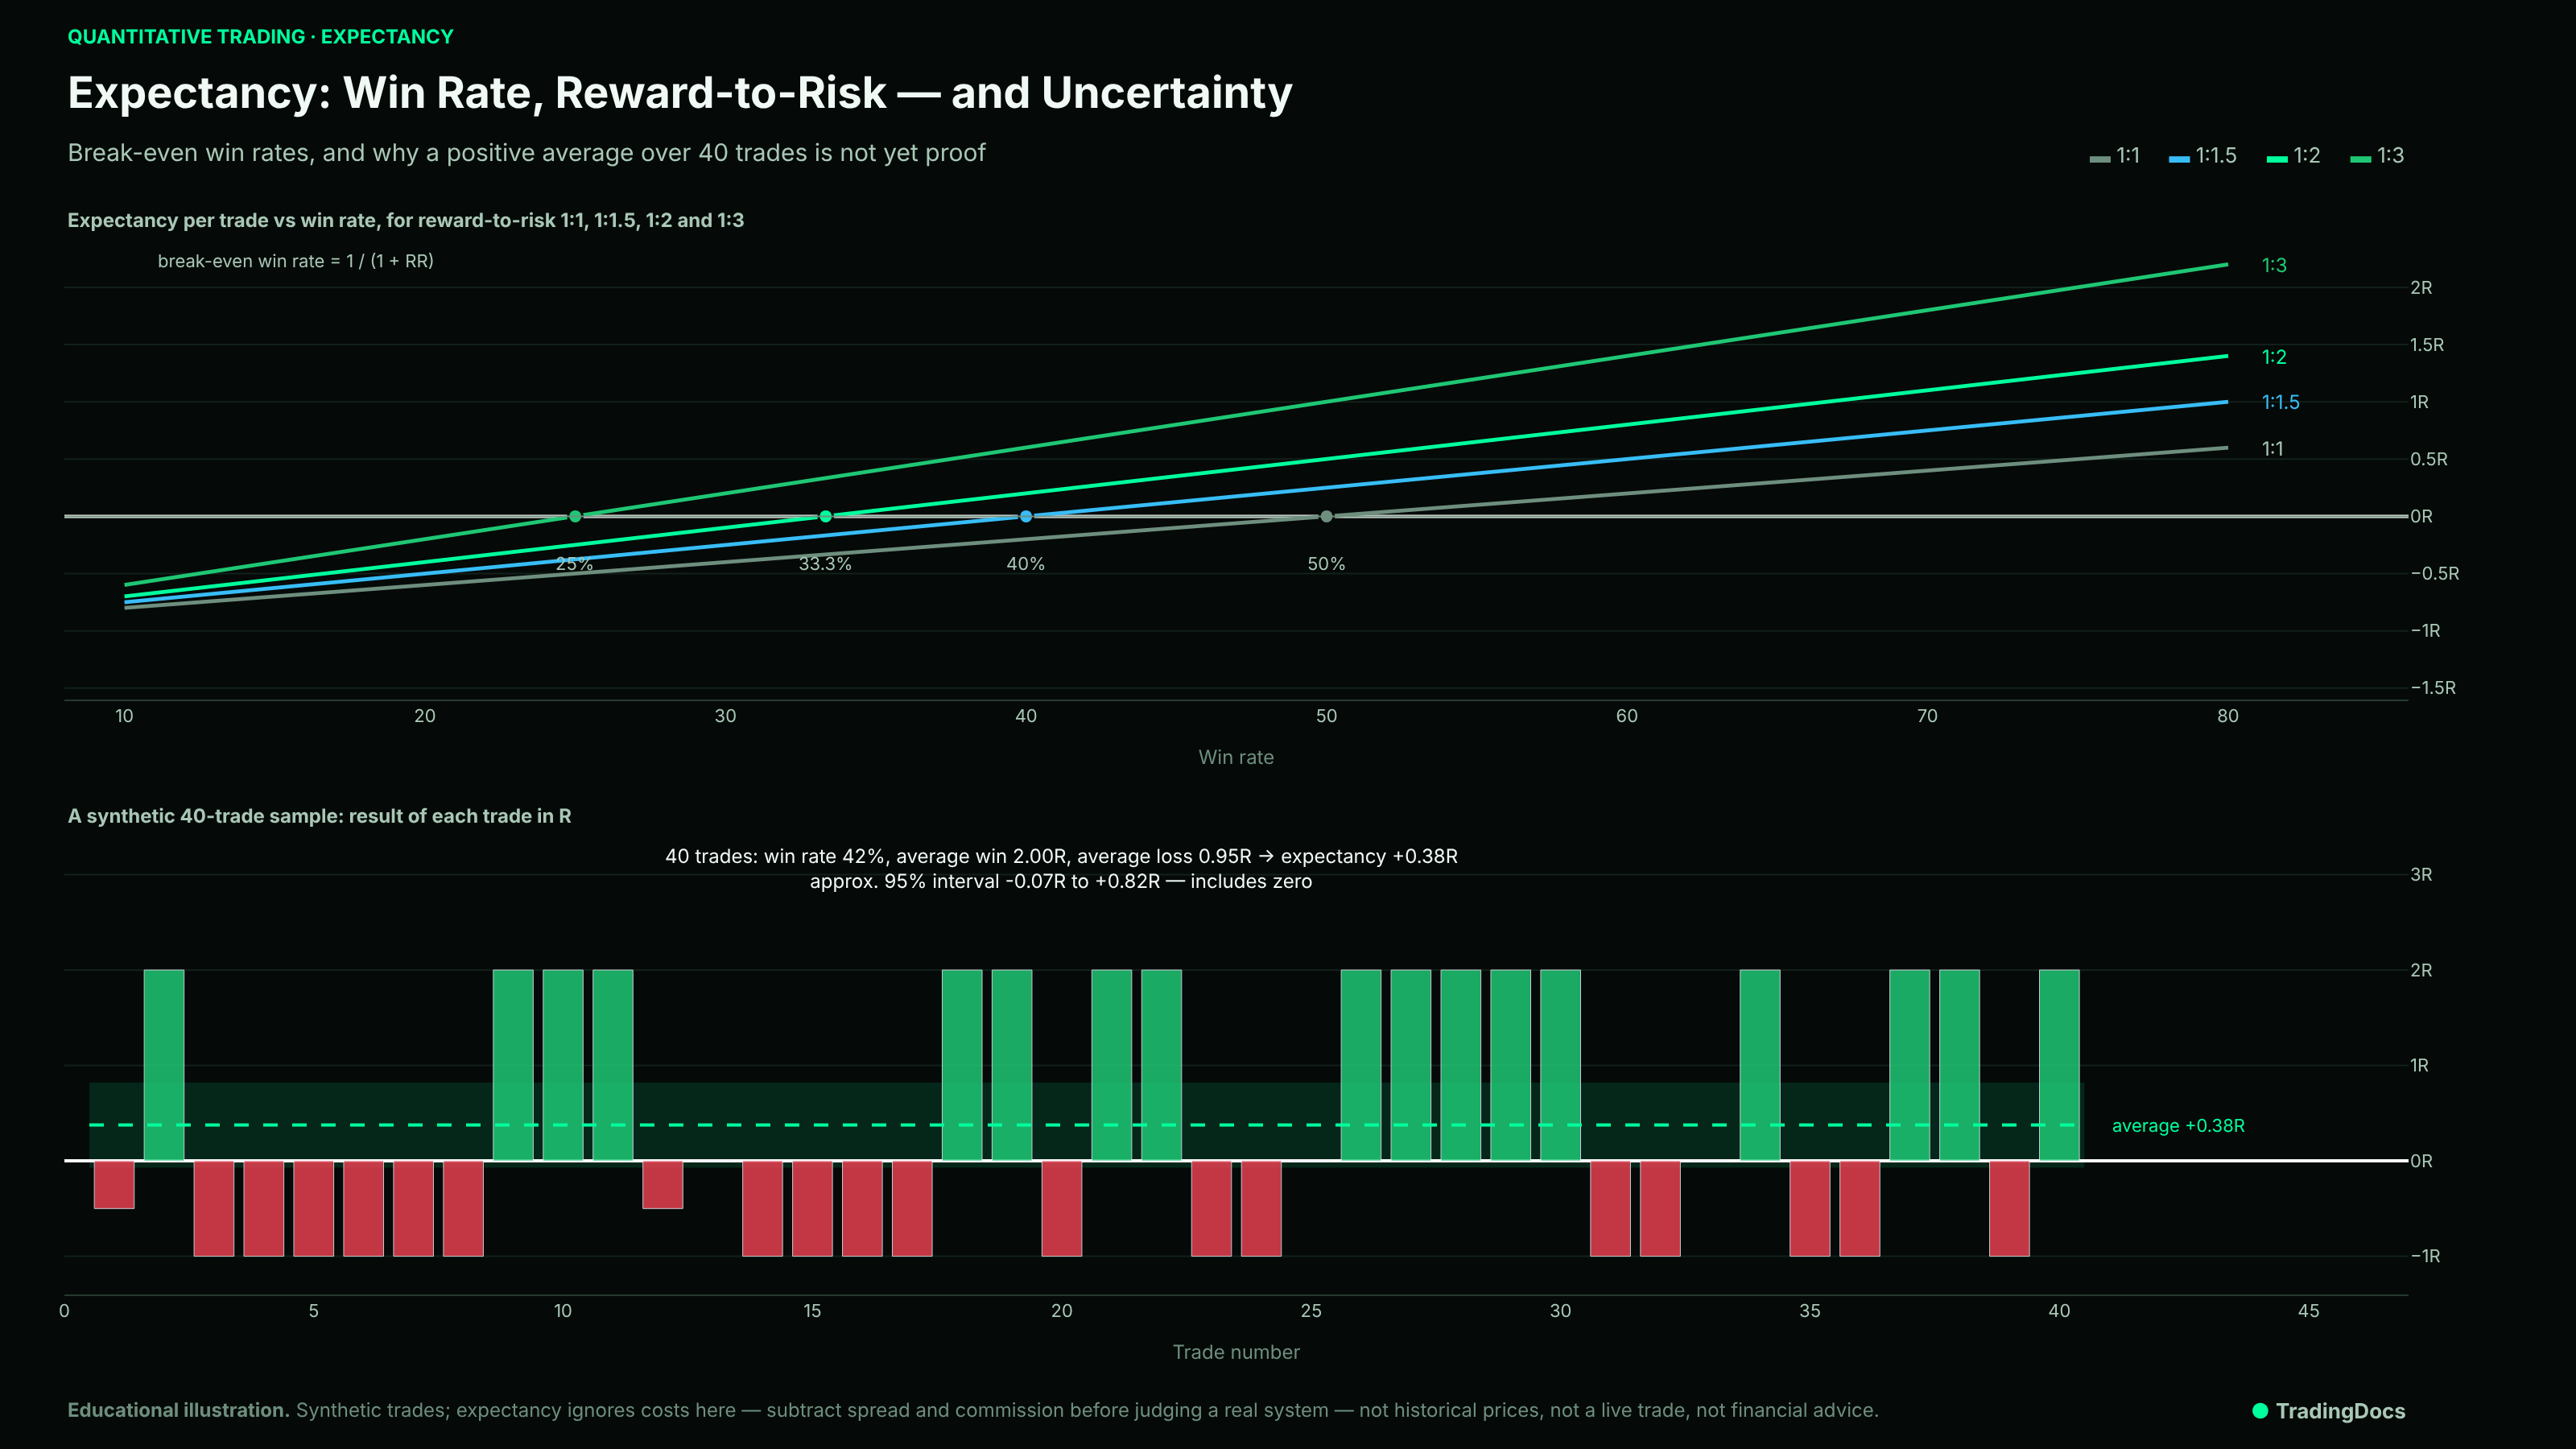 QUANTITATIVE TRADING · EXPECTANCY
Expectancy: Win Rate, Reward-to-Risk — and Uncertainty
Break-even win rates, and why a positive average over 40 trades is not yet proof
1:1 1:1.5 1:2 1:3
Expectancy per trade vs win rate, for reward-to-risk 1:1, 1:1.5, 1:2 and 1:3
break-even win rate = 1 / (1 + RR)
1:3
2R
1.5R
1:2
1:1.5
1R
1:1
0.5R
0R
25% 33.3% 40% 50%
−0.5R
−1R
−1.5R
10 20 30 40 50 60 70 80
Win rate
A synthetic 40-trade sample: result of each trade in R
40 trades: win rate 42%, average win 2.00R, average loss 0.95R → expectancy +0.38R
approx. 95% interval -0.07R to +0.82R — includes zero
3R
2R
1R
average +0.38R
0R
−1R
0 5 10 15 20 25 30 35 40 45
Trade number
Educational illustration. Synthetic trades; expectancy ignores costs here — subtract spread and commission before judging a real system — not historical prices, not a live trade, not financial advice.
TradingDocs